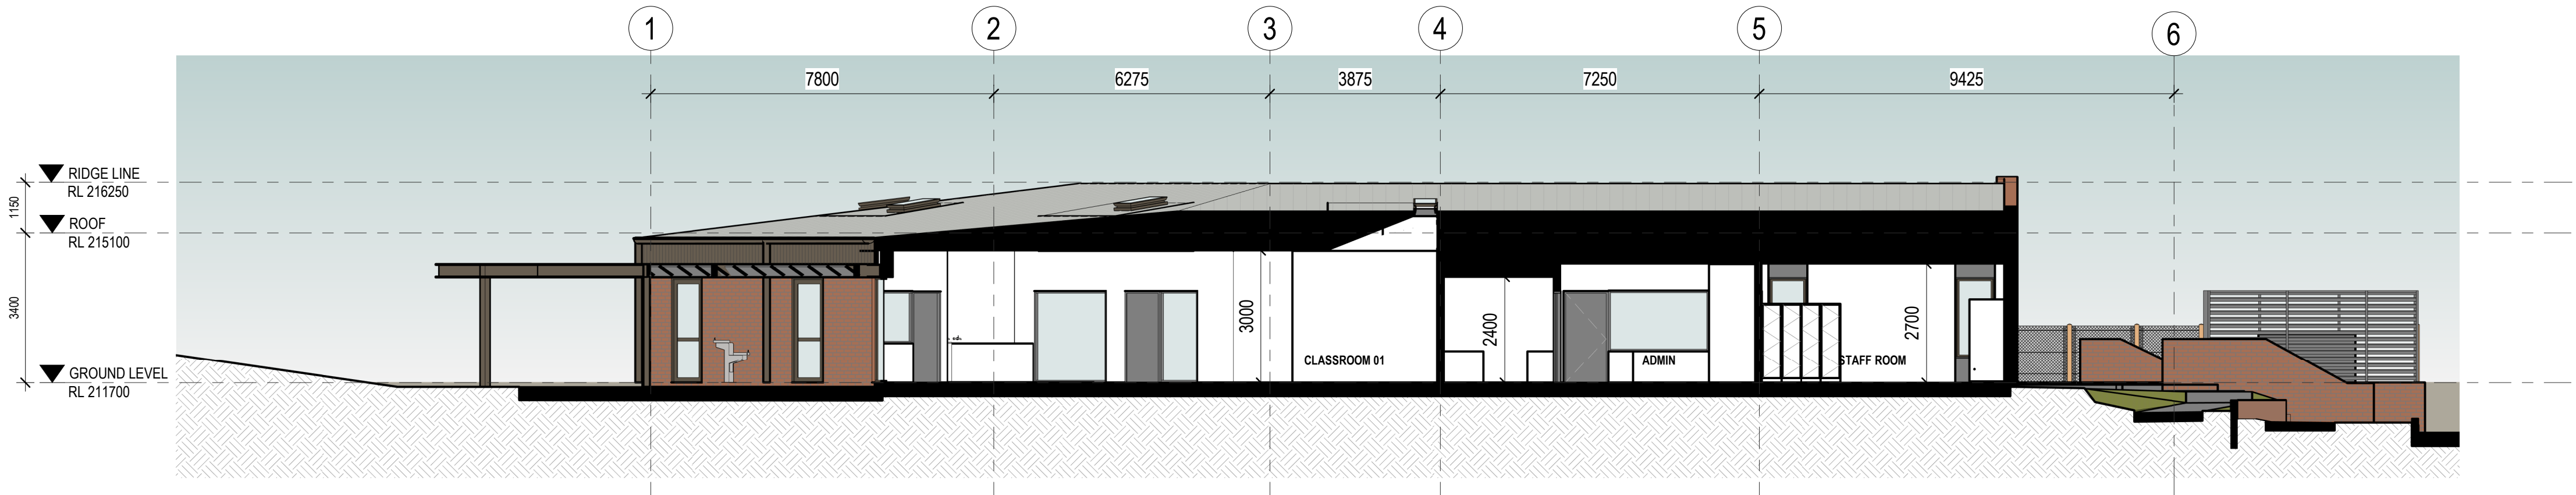 1
2
3
4
5
6
7800
6275
3875
7250
9425
RIDGE LINE
RL 216250
1150
ROOF
RL 215100
3400
GROUND LEVEL
RL 211700
3000
CLASSROOM 01
2400
ADMIN
2700
STAFF ROOM